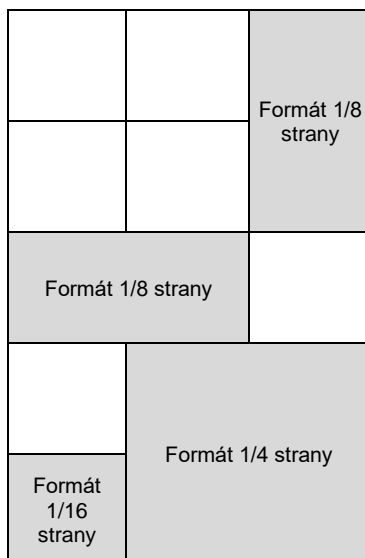 Formát 1/8
strany
Formát 1/8 strany
Formát 1/4 strany
Formát
1/16
strany